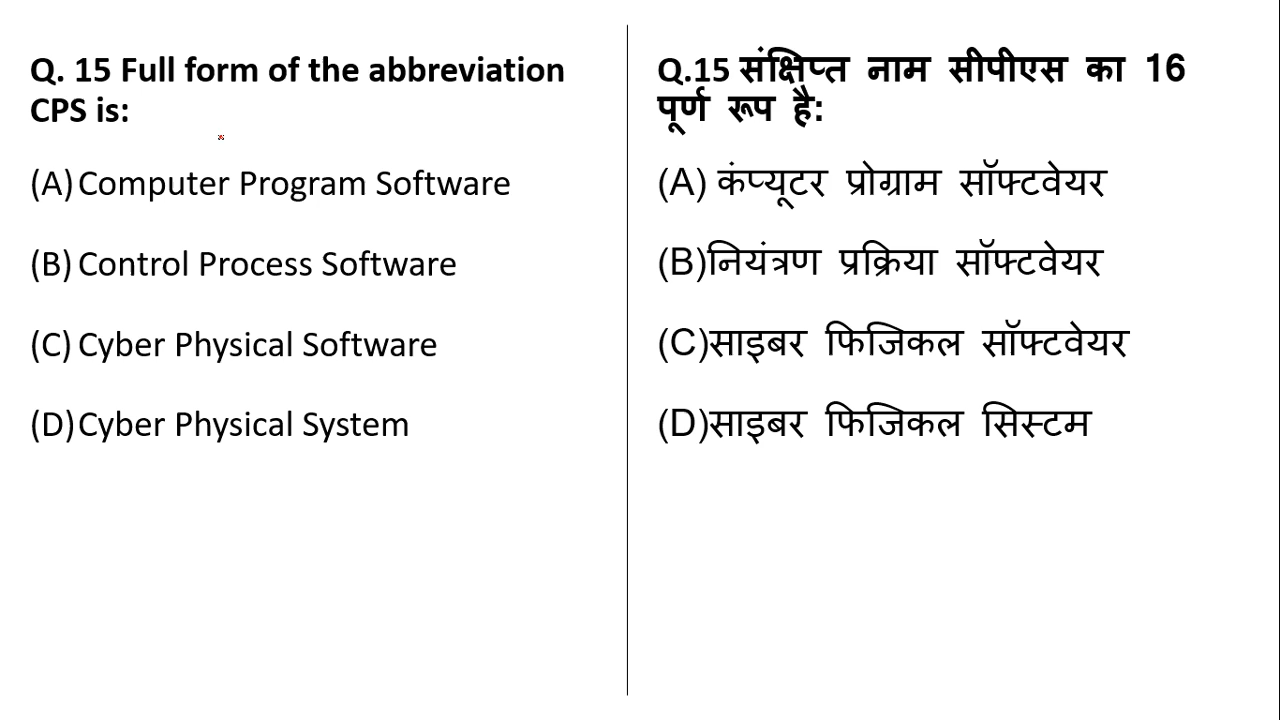 Q. 15 Full form of the abbreviation
CPS is:
(A) Computer Program Software
(B) Control Process Software
(C) Cyber Physical Software
(D) Cyber Physical System
Q.15 संक्षिप्त नाम सीपीएस का 16
पूर्ण रूप है:
(A) कंप्यूटर प्रोग्राम सॉफ्टवेयर
(B)नियंत्रण प्रक्रिया सॉफ्टवेयर
(C)साइबर फिजिकल सॉफ्टवेयर
(D)साइबर फिजिकल सिस्टम